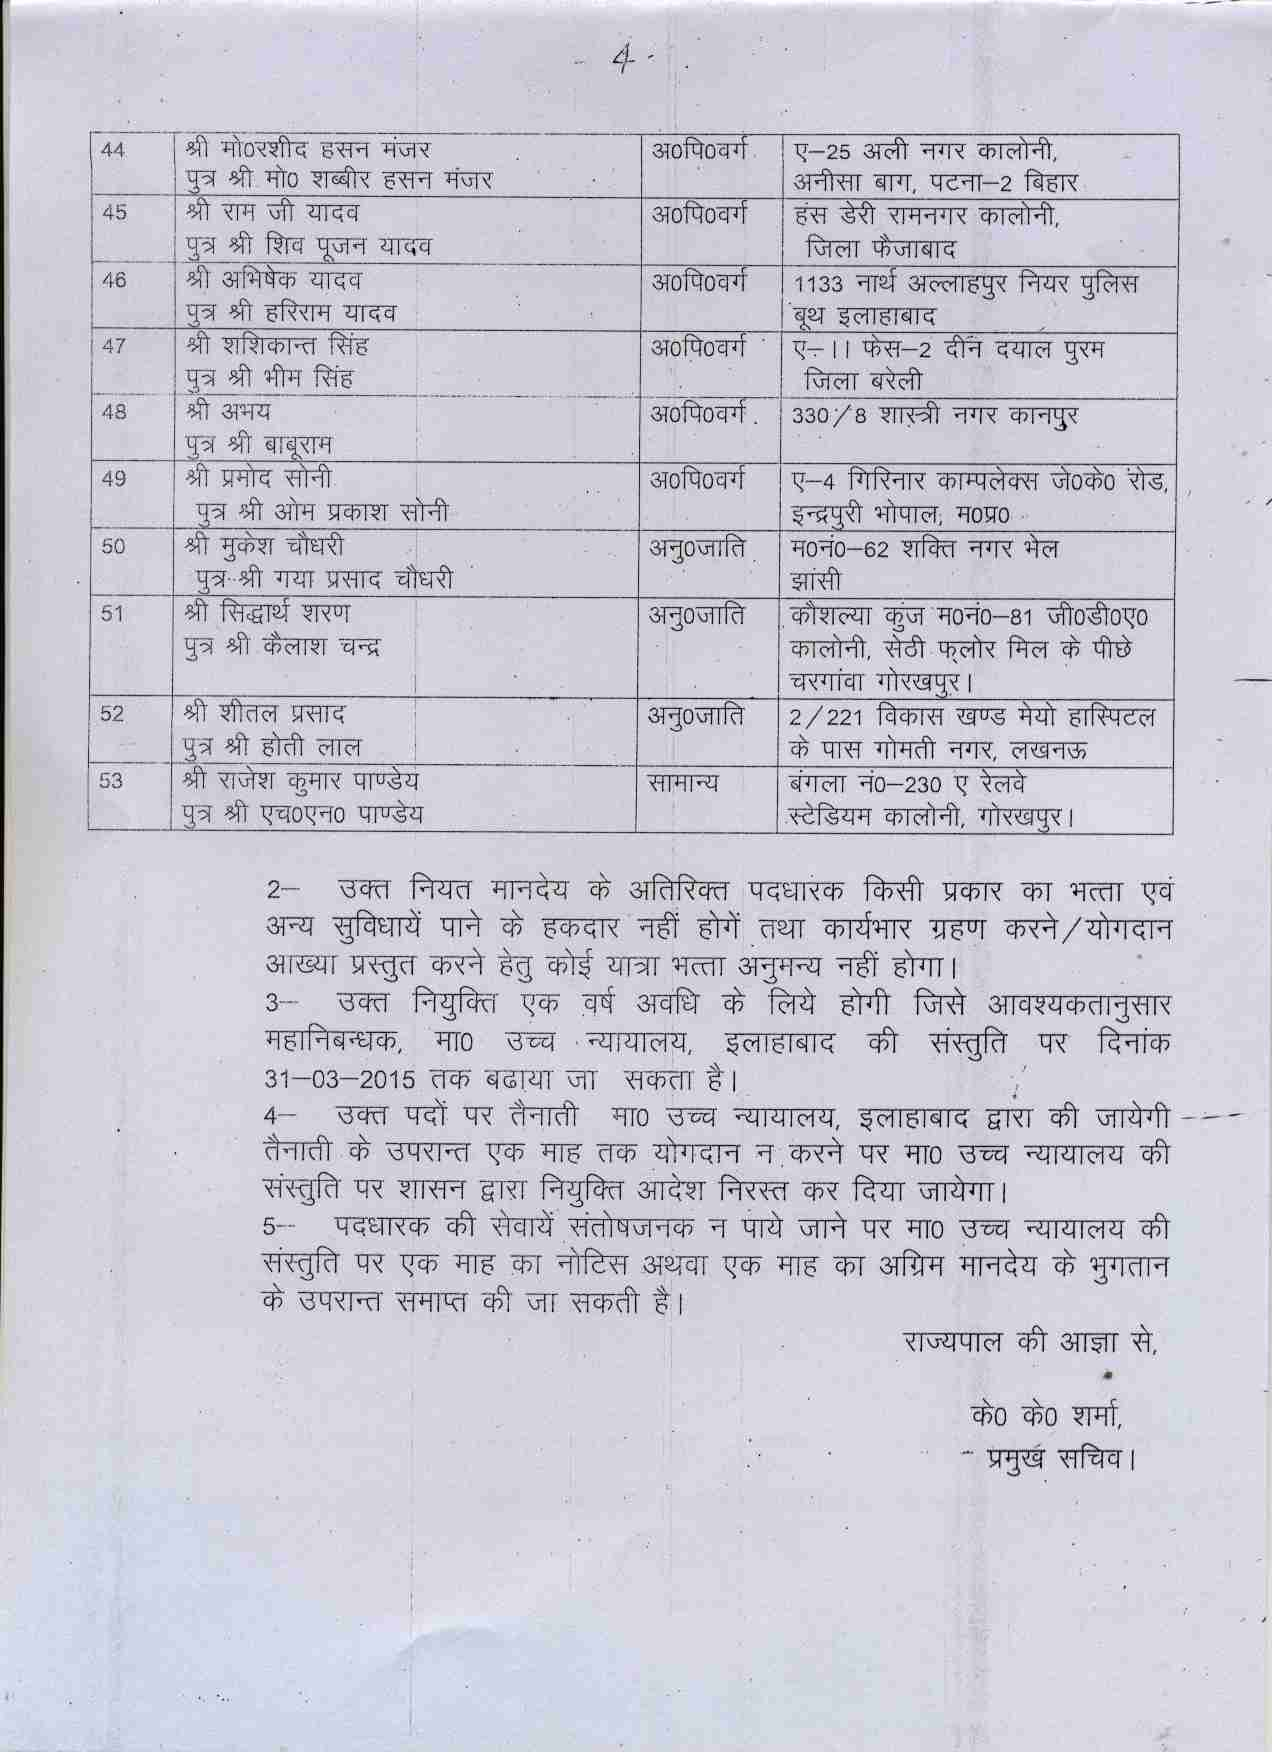 - 4 -
44 श्री मो0रशीद हसन मंजर अ0पि0वर्ग ए–25 अली नगर कालोनी,
पुत्र श्री मो0 शब्बीर हसन मंजर अनीसा बाग, पटना–2 बिहार
45 श्री राम जी यादव अ0पि0वर्ग हंस डेरी रामनगर कालोनी,
पुत्र श्री शिव पूजन यादव जिला फैजाबाद
46 श्री अभिषेक यादव अ0पि0वर्ग 1133 नार्थ अल्लाहपुर नियर पुलिस
पुत्र श्री हरिराम यादव बूथ इलाहाबाद
47 श्री शशिकान्त सिंह अ0पि0वर्ग ए–11 फेस–2 दीन दयाल पुरम
पुत्र श्री भीम सिंह जिला बरेली
48 श्री अभय अ0पि0वर्ग 330/8 शास्त्री नगर कानपुर
पुत्र श्री बाबूराम
49 श्री प्रमोद सोनी अ0पि0वर्ग ए–4 गिरिनार काम्पलेक्स जे0के0 रोड,
पुत्र श्री ओम प्रकाश सोनी इन्द्रपुरी भोपाल, म0प्र0
50 श्री मुकेश चौधरी अनु0जाति म0नं0–62 शक्ति नगर भेल
पुत्र श्री गया प्रसाद चौधरी झांसी
51 श्री सिद्धार्थ शरण अनु0जाति कौशल्या कुंज म0नं0–81 जी0डी0ए0
पुत्र श्री कैलाश चन्द्र कालोनी, सेठी फ्लोर मिल के पीछे
चरगांवा गोरखपुर।
52 श्री शीतल प्रसाद अनु0जाति 2/221 विकास खण्ड मेयो हास्पिटल
पुत्र श्री होती लाल के पास गोमती नगर, लखनऊ
53 श्री राजेश कुमार पाण्डेय सामान्य बंगला नं0–230 ए रेलवे
पुत्र श्री एच0एन0 पाण्डेय स्टेडियम कालोनी, गोरखपुर।
2– उक्त नियत मानदेय के अतिरिक्त पदधारक किसी प्रकार का भत्ता एवं
अन्य सुविधायें पाने के हकदार नहीं होगें तथा कार्यभार ग्रहण करने/योगदान
आख्या प्रस्तुत करने हेतु कोई यात्रा भत्ता अनुमन्य नहीं होगा।
3– उक्त नियुक्ति एक वर्ष अवधि के लिये होगी जिसे आवश्यकतानुसार
महानिबन्धक, मा0 उच्च न्यायालय, इलाहाबाद की संस्तुति पर दिनांक
31–03–2015 तक बढाया जा सकता है।
4– उक्त पदों पर तैनाती मा0 उच्च न्यायालय, इलाहाबाद द्वारा की जायेगी
तैनाती के उपरान्त एक माह तक योगदान न करने पर मा0 उच्च न्यायालय की
संस्तुति पर शासन द्वारा नियुक्ति आदेश निरस्त कर दिया जायेगा।
5– पदधारक की सेवायें संतोषजनक न पाये जाने पर मा0 उच्च न्यायालय की
संस्तुति पर एक माह का नोटिस अथवा एक माह का अग्रिम मानदेय के भुगतान
के उपरान्त समाप्त की जा सकती है।
राज्यपाल की आज्ञा से,
के0 के0 शर्मा,
प्रमुख सचिव।